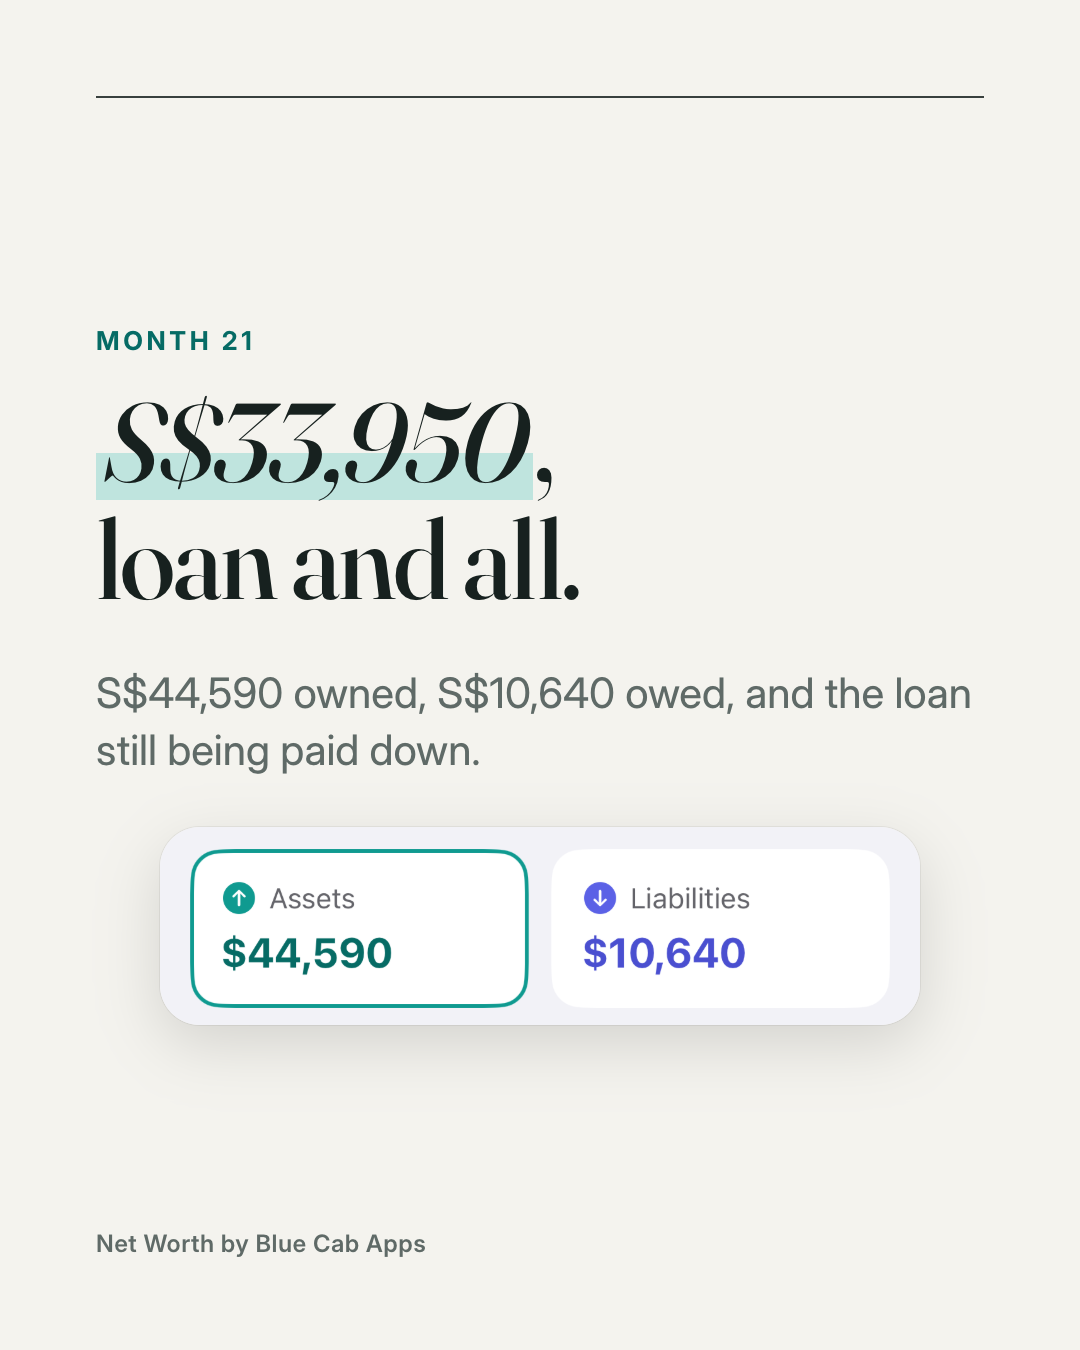 MONTH 21
S$33,950,
loan and all.
S$44,590 owned, S$10,640 owed, and the loan
still being paid down.
Assets
$44,590
Liabilities
$10,640
Net Worth by Blue Cab Apps